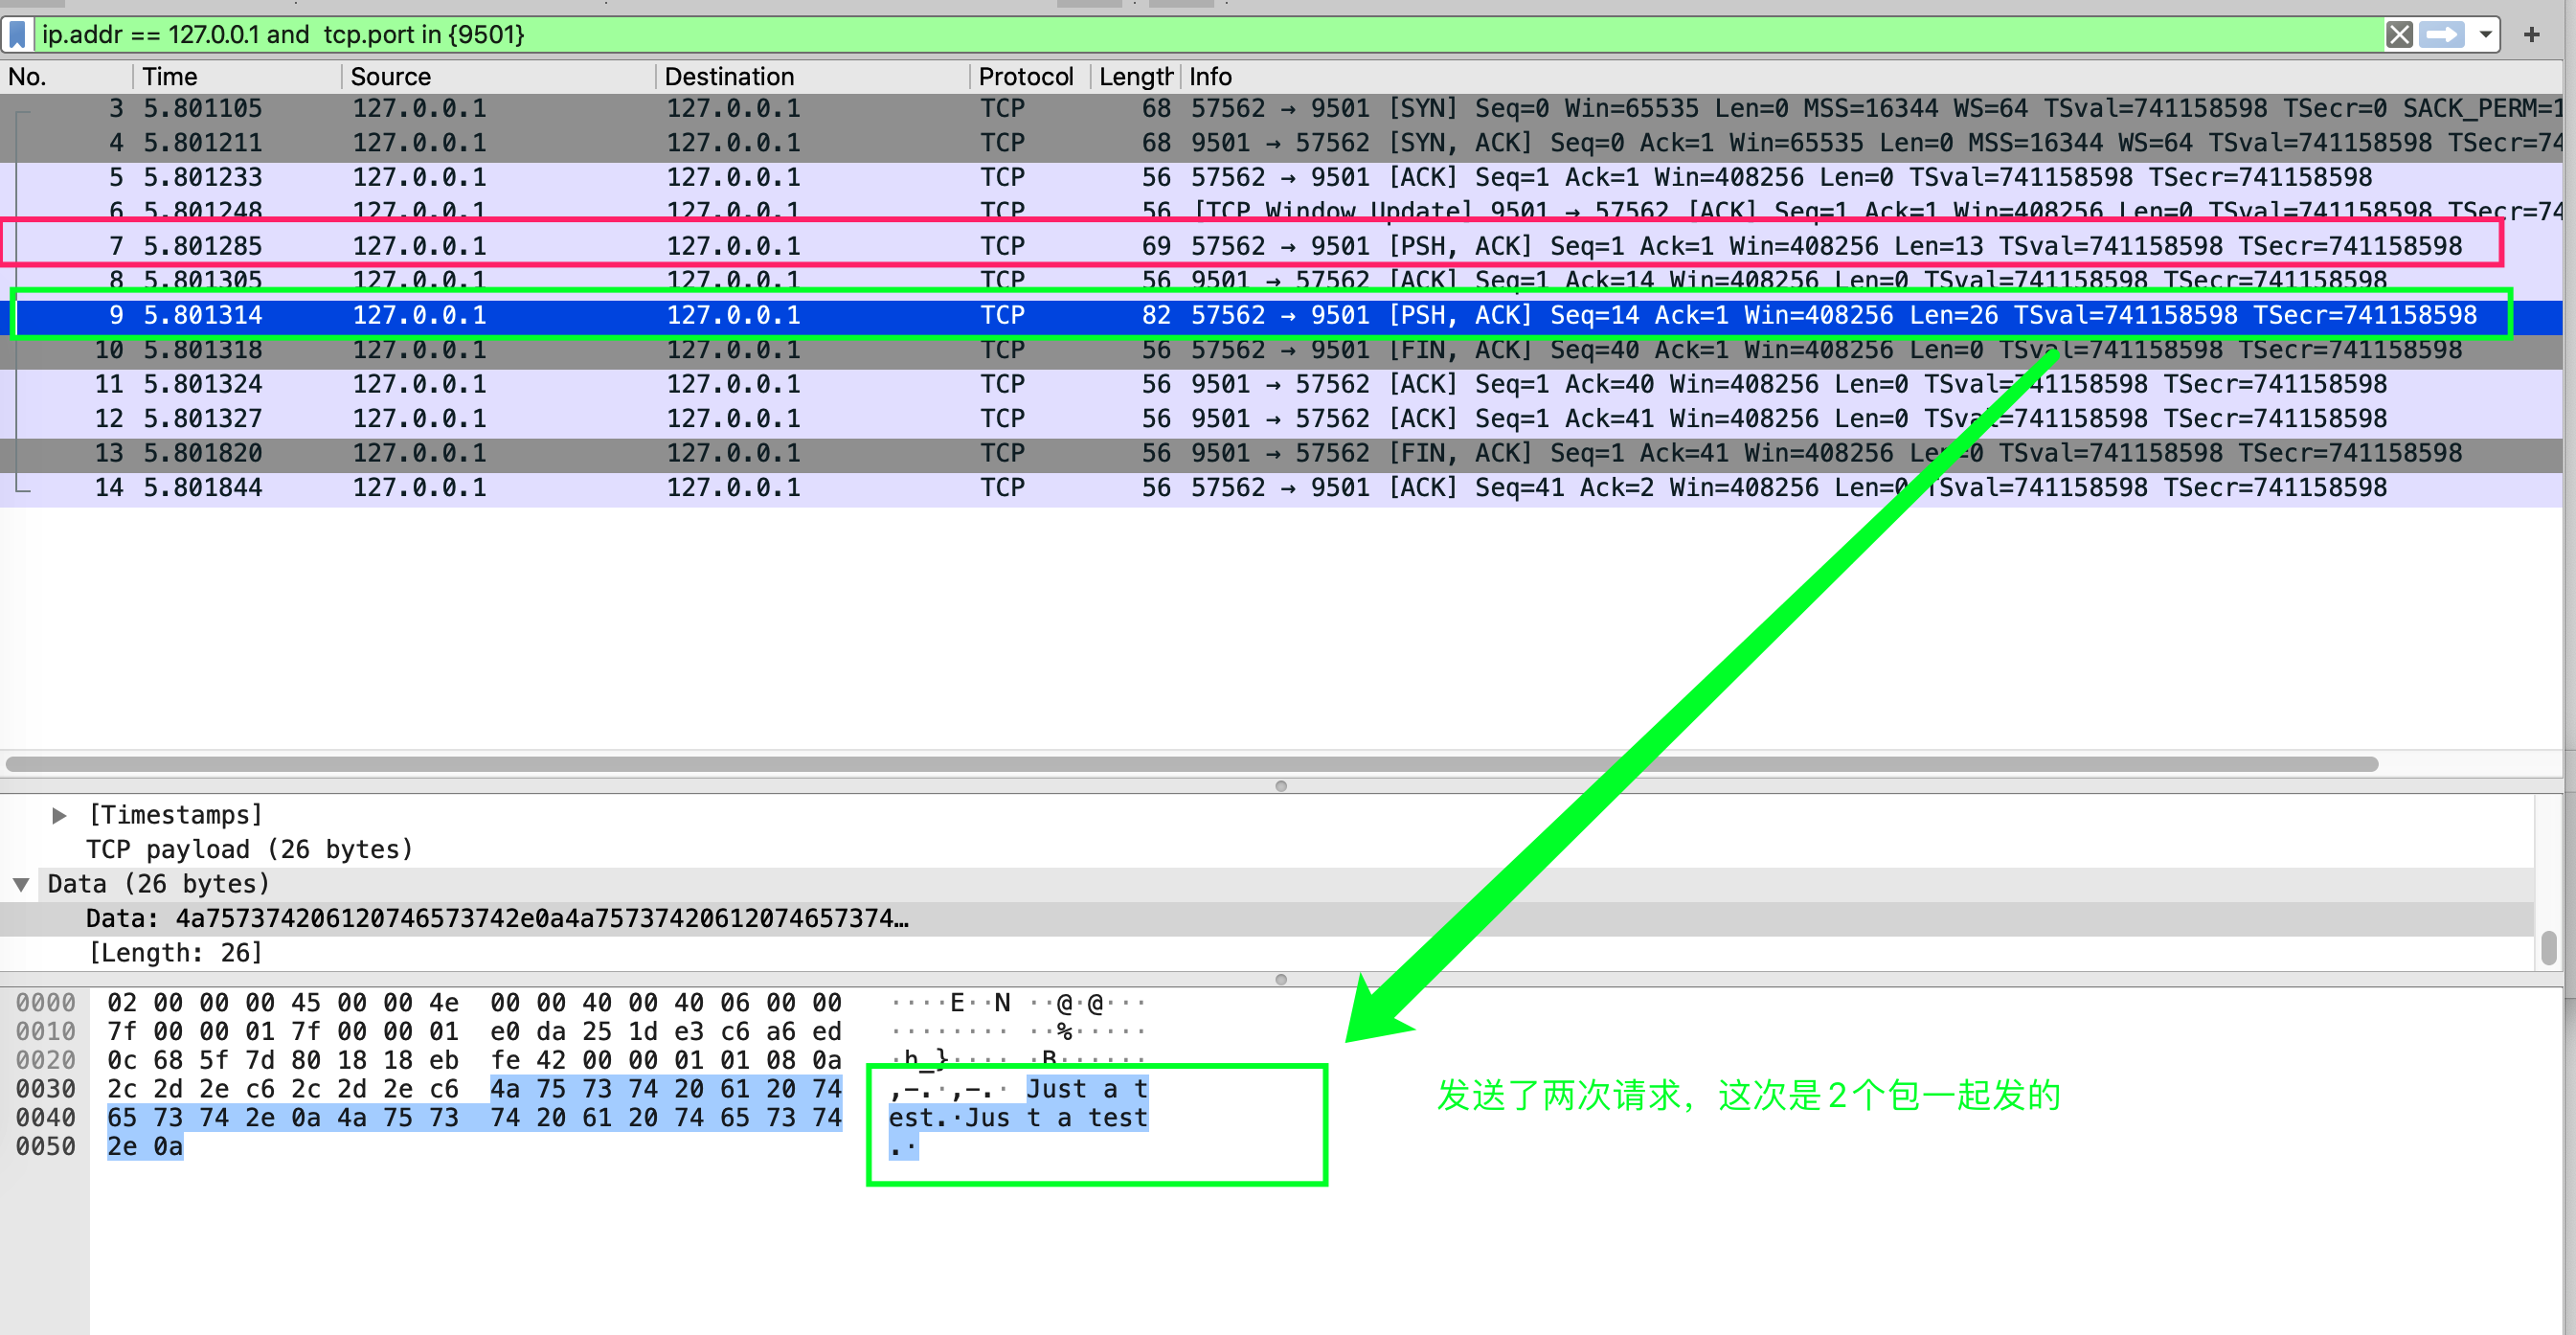 ip.addr == 127.0.0.1 and  tcp.port in {9501}
No. Time Source Destination Protocol Length Info
3 5.801105 127.0.0.1 127.0.0.1 TCP 68 57562 → 9501 [SYN] Seq=0 Win=65535 Len=0 MSS=16344 WS=64 TSval=741158598 TSecr=0 SACK_PERM=1
4 5.801211 127.0.0.1 127.0.0.1 TCP 68 9501 → 57562 [SYN, ACK] Seq=0 Ack=1 Win=65535 Len=0 MSS=16344 WS=64 TSval=741158598 TSecr=74
5 5.801233 127.0.0.1 127.0.0.1 TCP 56 57562 → 9501 [ACK] Seq=1 Ack=1 Win=408256 Len=0 TSval=741158598 TSecr=741158598
6 5.801248 127.0.0.1 127.0.0.1 TCP 56 [TCP Window Update] 9501 → 57562 [ACK] Seq=1 Ack=1 Win=408256 Len=0 TSval=741158598 TSecr=74
7 5.801285 127.0.0.1 127.0.0.1 TCP 69 57562 → 9501 [PSH, ACK] Seq=1 Ack=1 Win=408256 Len=13 TSval=741158598 TSecr=741158598
8 5.801305 127.0.0.1 127.0.0.1 TCP 56 9501 → 57562 [ACK] Seq=1 Ack=14 Win=408256 Len=0 TSval=741158598 TSecr=741158598
9 5.801314 127.0.0.1 127.0.0.1 TCP 82 57562 → 9501 [PSH, ACK] Seq=14 Ack=1 Win=408256 Len=26 TSval=741158598 TSecr=741158598
10 5.801318 127.0.0.1 127.0.0.1 TCP 56 57562 → 9501 [FIN, ACK] Seq=40 Ack=1 Win=408256 Len=0 TSval=741158598 TSecr=741158598
11 5.801324 127.0.0.1 127.0.0.1 TCP 56 9501 → 57562 [ACK] Seq=1 Ack=40 Win=408256 Len=0 TSval=741158598 TSecr=741158598
12 5.801327 127.0.0.1 127.0.0.1 TCP 56 9501 → 57562 [ACK] Seq=1 Ack=41 Win=408256 Len=0 TSval=741158598 TSecr=741158598
13 5.801820 127.0.0.1 127.0.0.1 TCP 56 9501 → 57562 [FIN, ACK] Seq=1 Ack=41 Win=408256 Len=0 TSval=741158598 TSecr=741158598
14 5.801844 127.0.0.1 127.0.0.1 TCP 56 57562 → 9501 [ACK] Seq=41 Ack=2 Win=408256 Len=0 TSval=741158598 TSecr=741158598
[Timestamps]
TCP payload (26 bytes)
Data (26 bytes)
Data: 4a757374206120746573742e0a4a75737420612074657374…
[Length: 26]
0000 02 00 00 00 45 00 00 4e 00 00 40 00 40 06 00 00 ····E··N ··@·@···
0010 7f 00 00 01 7f 00 00 01 e0 da 25 1d e3 c6 a6 ed ········ ··%·····
0020 0c 68 5f 7d 80 18 18 eb fe 42 00 00 01 01 08 0a ·h_}···· ·B······
0030 2c 2d 2e c6 2c 2d 2e c6 4a 75 73 74 20 61 20 74 ,-.·,-.· Just a t
0040 65 73 74 2e 0a 4a 75 73 74 20 61 20 74 65 73 74 est.·Jus t a test
0050 2e 0a .·
发送了两次请求，这次是2个包一起发的